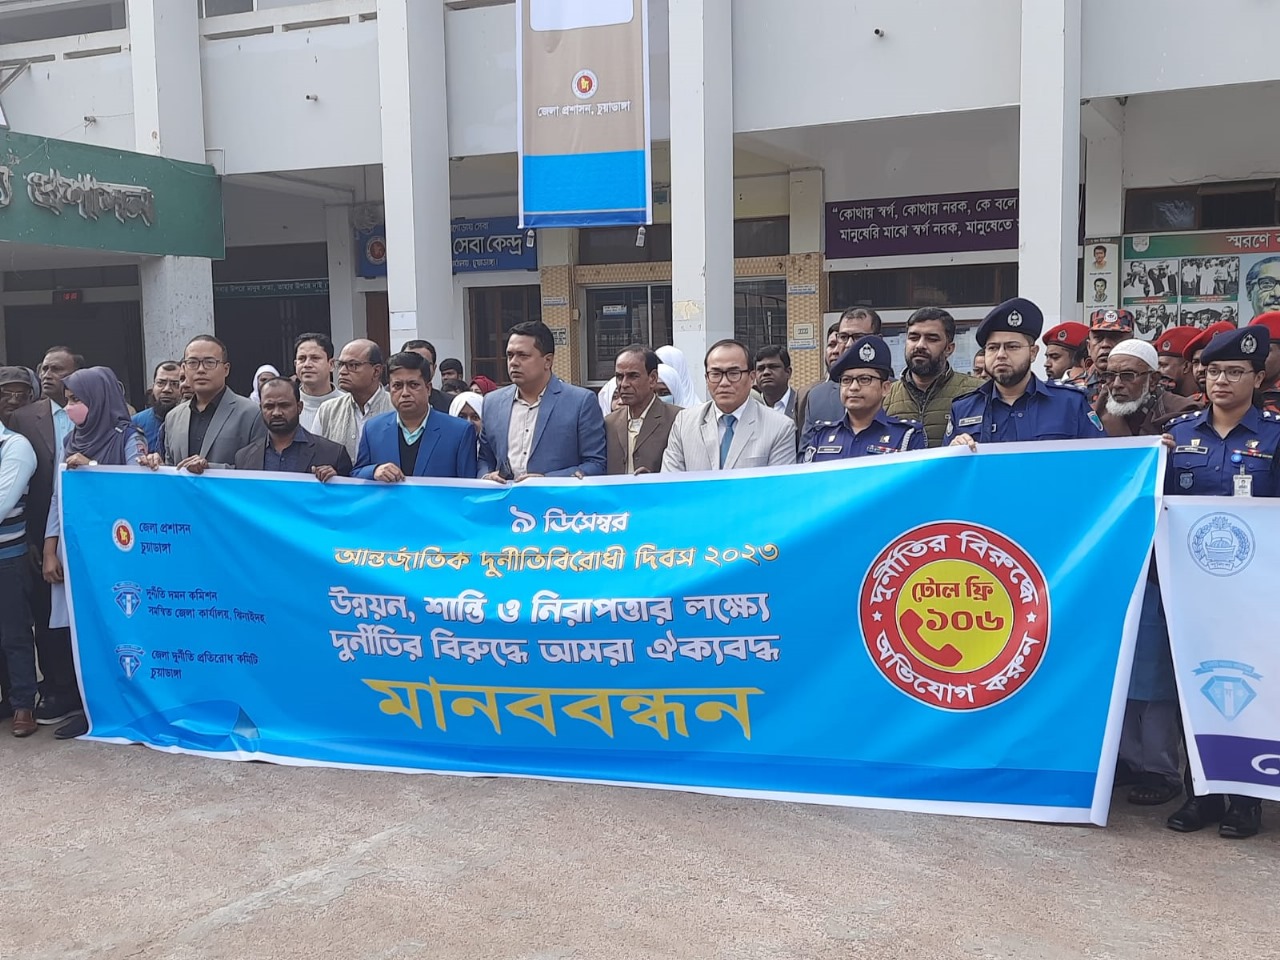 জেলা প্রশাসন, চুয়াডাঙ্গা
সেবা কেন্দ্র
"কোথায় স্বর্গ, কোথায় নরক, কে বলে
মানুষেরি মাঝে স্বর্গ নরক, মানুষেতে
স্মরণে
জেলা প্রশাসন
চুয়াডাঙ্গা
দুর্নীতি দমন কমিশন
সমন্বিত জেলা কার্যালয়, ঝিনাইদহ
জেলা দুর্নীতি প্রতিরোধ কমিটি
চুয়াডাঙ্গা
৯ ডিসেম্বর
আন্তর্জাতিক দুর্নীতিবিরোধী দিবস ২০২৩
উন্নয়ন, শান্তি ও নিরাপত্তার লক্ষ্যে
দুর্নীতির বিরুদ্ধে আমরা ঐক্যবদ্ধ
মানববন্ধন
দুর্নীতির বিরুদ্ধে
টোল ফ্রি
১০৬
অভিযোগ করুন